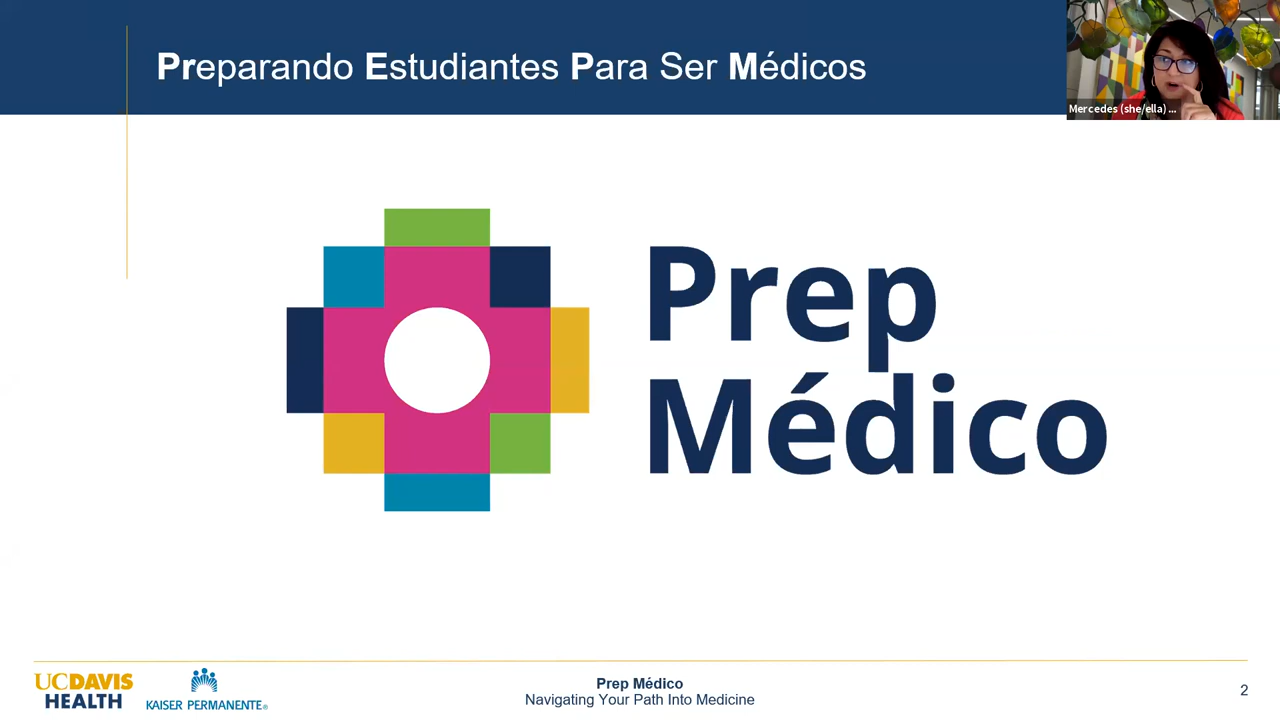 Preparando Estudiantes Para Ser Médicos
Mercedes (she/ella) ...
Prep
Médico
UCDAVIS
HEALTH
KAISER PERMANENTE®
Prep Médico
Navigating Your Path Into Medicine
2